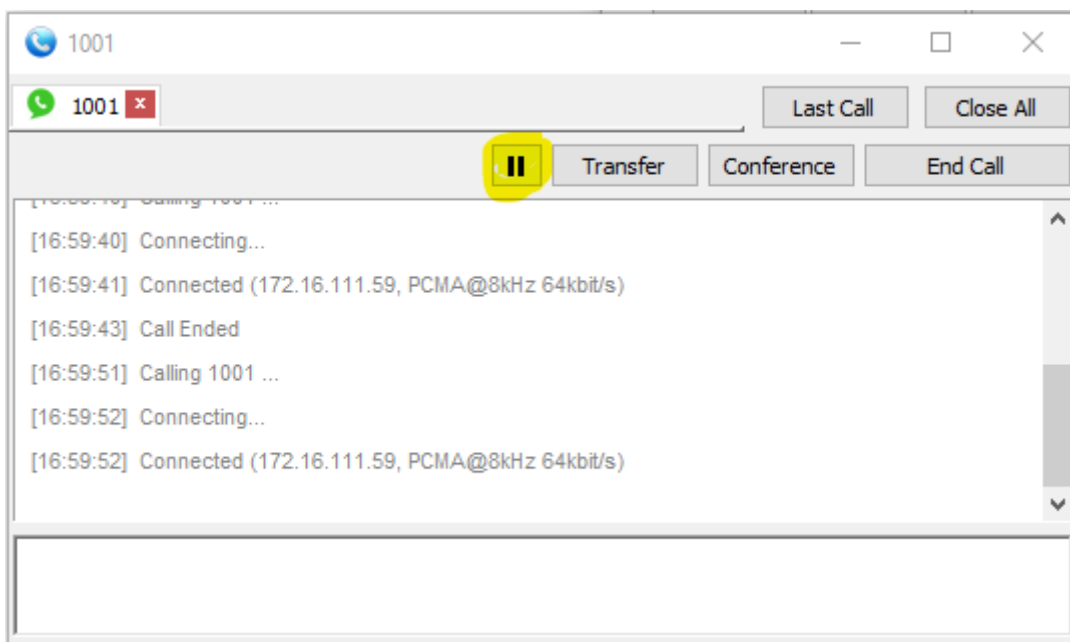 1001
1001 x Last Call Close All
Transfer Conference End Call
Calling 1001 ...
[16:59:40] Connecting...
[16:59:41] Connected (172.16.111.59, PCMA@8kHz 64kbit/s)
[16:59:43] Call Ended
[16:59:51] Calling 1001 ...
[16:59:52] Connecting...
[16:59:52] Connected (172.16.111.59, PCMA@8kHz 64kbit/s)